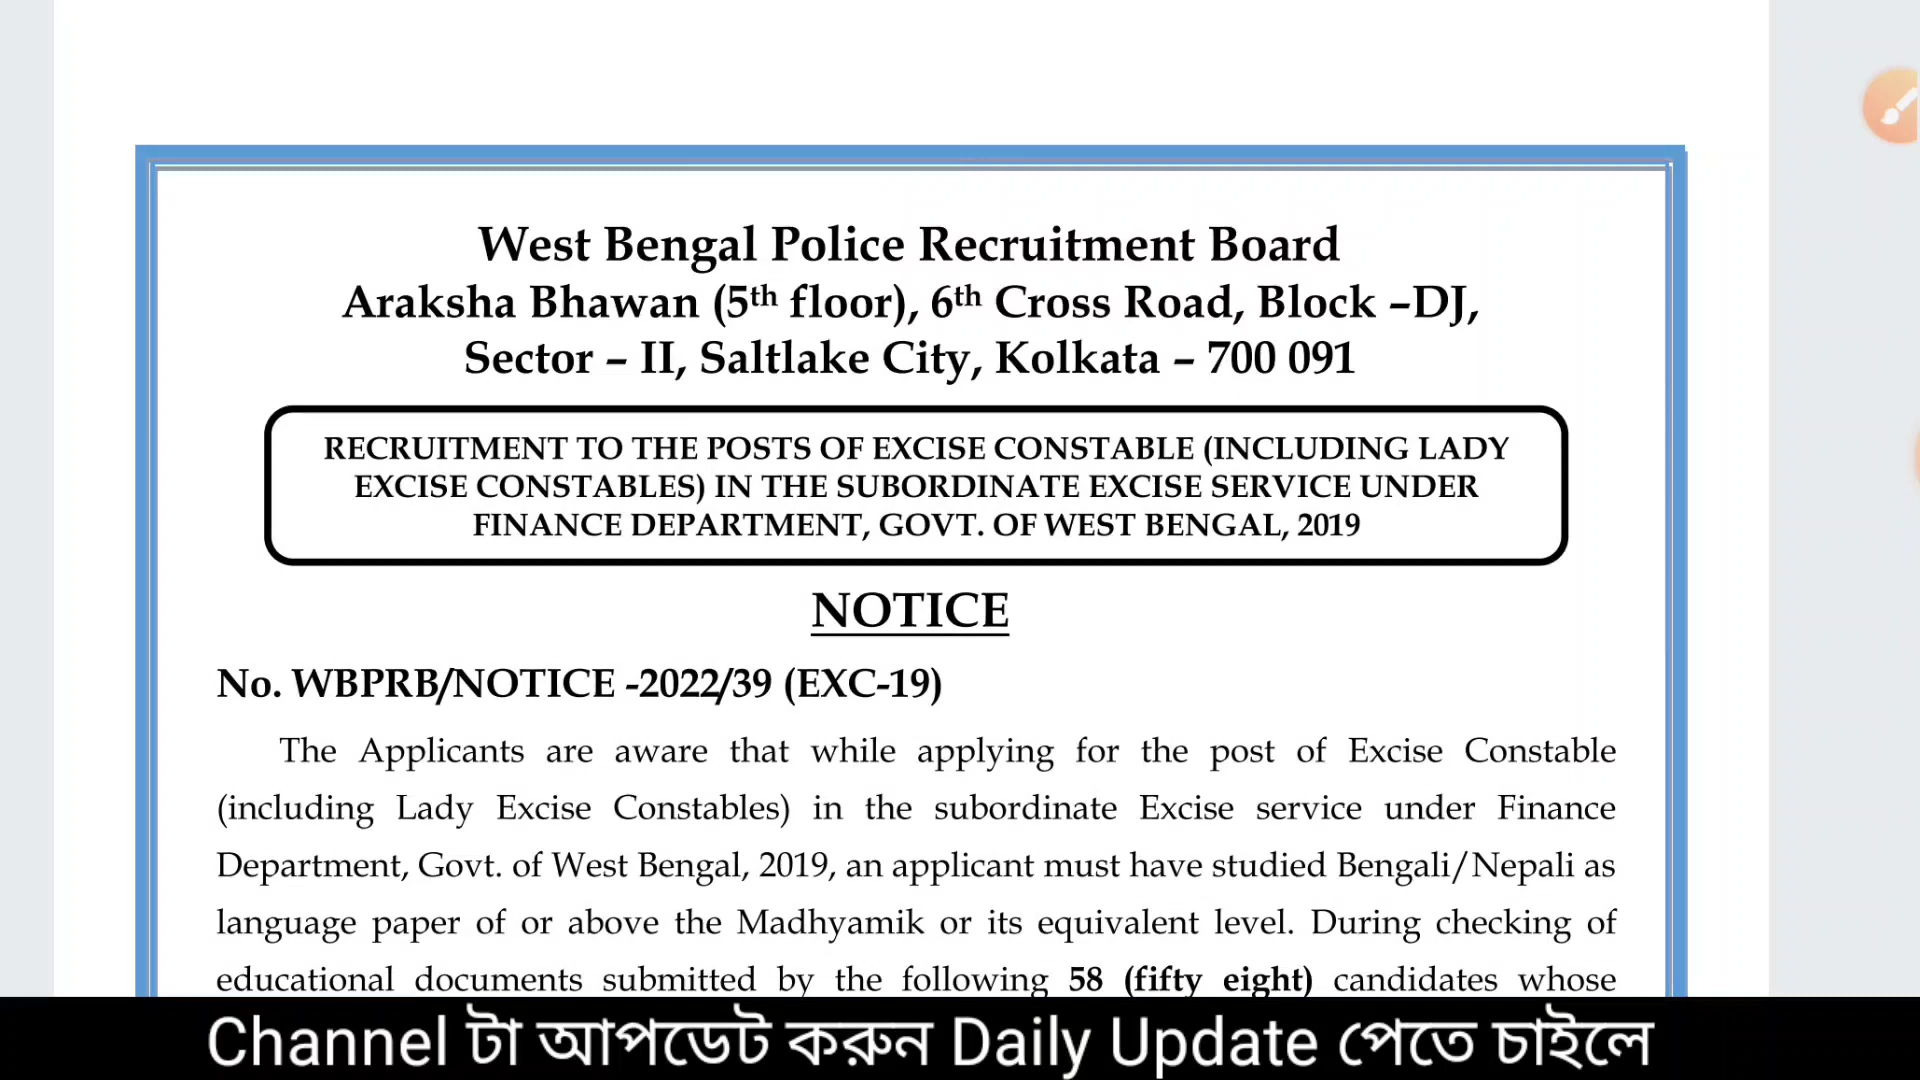 West Bengal Police Recruitment Board
Araksha Bhawan (5th floor), 6th Cross Road, Block –DJ,
Sector – II, Saltlake City, Kolkata – 700 091
RECRUITMENT TO THE POSTS OF EXCISE CONSTABLE (INCLUDING LADY
EXCISE CONSTABLES) IN THE SUBORDINATE EXCISE SERVICE UNDER
FINANCE DEPARTMENT, GOVT. OF WEST BENGAL, 2019
NOTICE
No. WBPRB/NOTICE -2022/39 (EXC-19)
The Applicants are aware that while applying for the post of Excise Constable
(including Lady Excise Constables) in the subordinate Excise service under Finance
Department, Govt. of West Bengal, 2019, an applicant must have studied Bengali/Nepali as
language paper of or above the Madhyamik or its equivalent level. During checking of
educational documents submitted by the following 58 (fifty eight) candidates whose
Channel টা আপডেট করুন Daily Update পেতে চাইলে